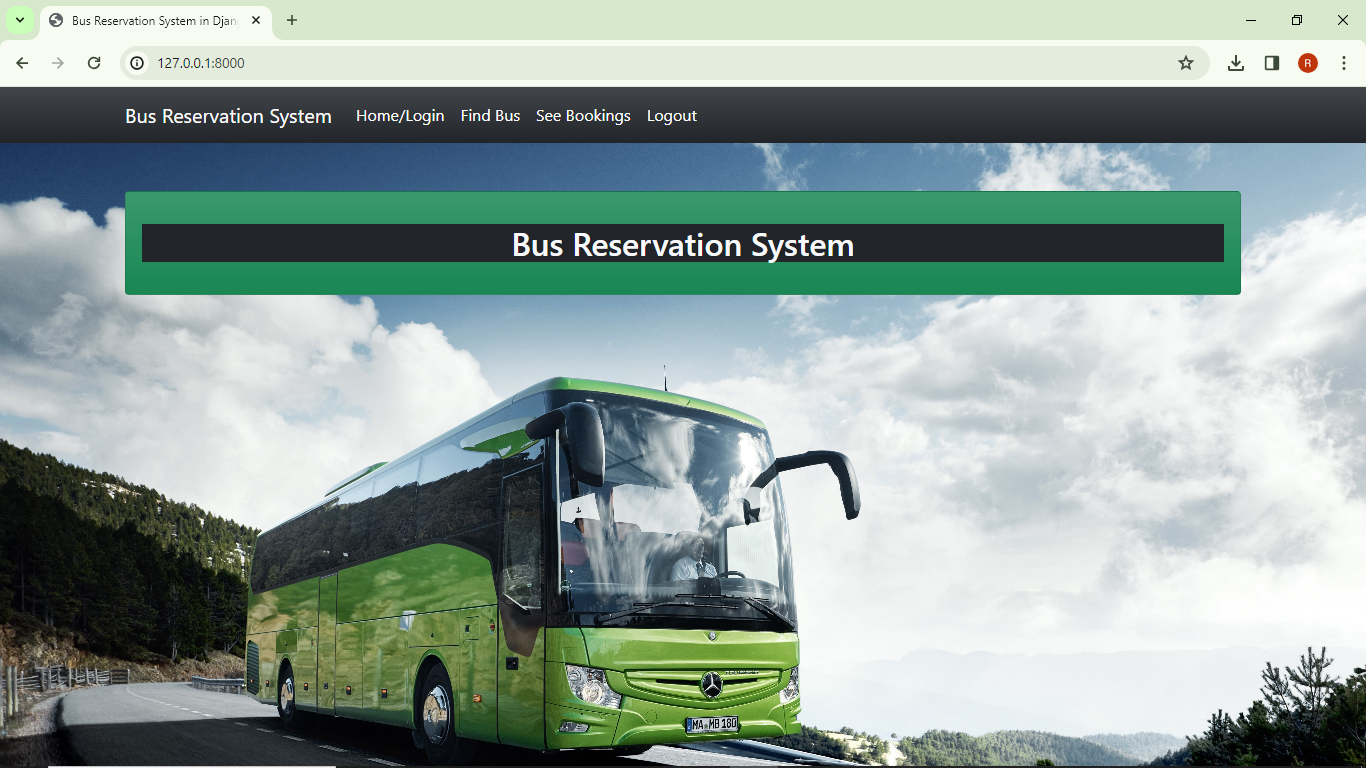 Bus Reservation System in Djan
127.0.0.1:8000
R
Bus Reservation System Home/Login Find Bus See Bookings Logout
Bus Reservation System
MA MB 180